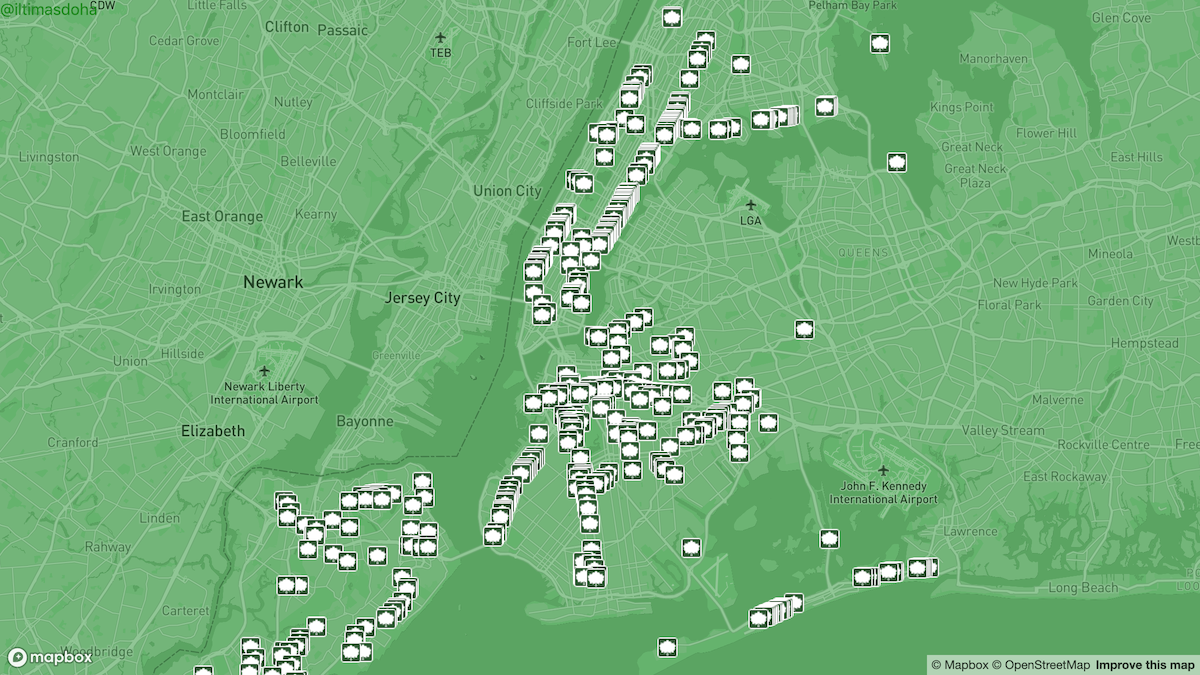 @iltimasdoha
CDW
Little Falls
Pelham Bay Park
Clifton
Passaic
Glen Cove
Cedar Grove
TEB
Fort Lee
Manorhaven
Montclair
Nutley
Cliffside Park
Kings Point
Bloomfield
Flower Hill
Livingston
West Orange
Belleville
Great Neck
East Hills
Great Neck
Plaza
Union City
East Orange
Kearny
LGA
QUEENS
Mineola
Newark
Irvington
Jersey City
New Hyde Park
Garden City
Floral Park
Hempstead
Union
Hillside
Greenville
Newark Liberty
International Airport
Malverne
Bayonne
Elizabeth
Valley Stream
Cranford
Rockville Centre
East Rockaway
John F. Kennedy
International Airport
Linden
Lawrence
Rahway
Long Beach
Carteret
Woodbridge
mapbox
© Mapbox © OpenStreetMap Improve this map